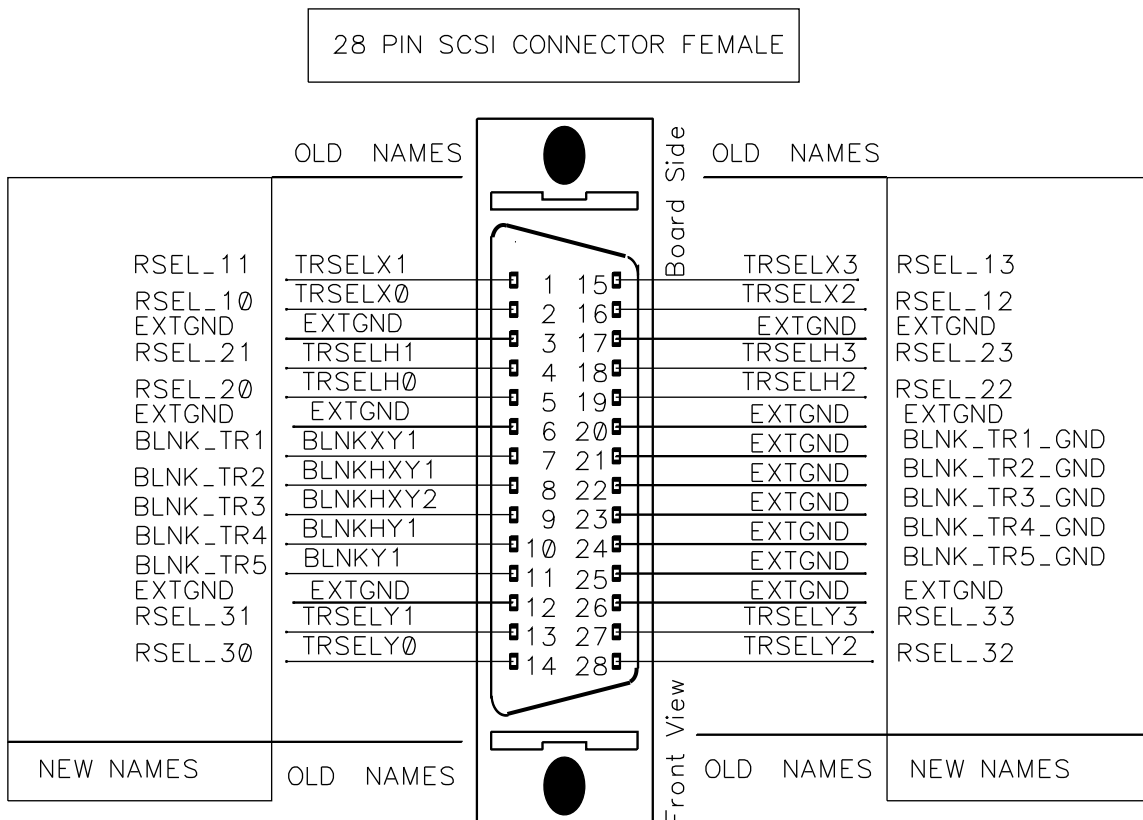 28 PIN SCSI CONNECTOR FEMALE
OLD NAMES
Board Side
OLD NAMES
RSEL_11 TRSELX1 1 15 TRSELX3 RSEL_13
RSEL_10 TRSELX0 2 16 TRSELX2 RSEL_12
EXTGND EXTGND 3 17 EXTGND EXTGND
RSEL_21 TRSELH1 4 18 TRSELH3 RSEL_23
RSEL_20 TRSELH0 5 19 TRSELH2 RSEL_22
EXTGND EXTGND 6 20 EXTGND EXTGND
BLNK_TR1 BLNKXY1 7 21 EXTGND BLNK_TR1_GND
BLNK_TR2 BLNKHXY1 8 22 EXTGND BLNK_TR2_GND
BLNK_TR3 BLNKHXY2 9 23 EXTGND BLNK_TR3_GND
BLNK_TR4 BLNKHY1 10 24 EXTGND BLNK_TR4_GND
BLNK_TR5 BLNKY1 11 25 EXTGND BLNK_TR5_GND
EXTGND EXTGND 12 26 EXTGND EXTGND
RSEL_31 TRSELY1 13 27 TRSELY3 RSEL_33
RSEL_30 TRSELY0 14 28 TRSELY2 RSEL_32
NEW NAMES
OLD NAMES
Front View
OLD NAMES
NEW NAMES